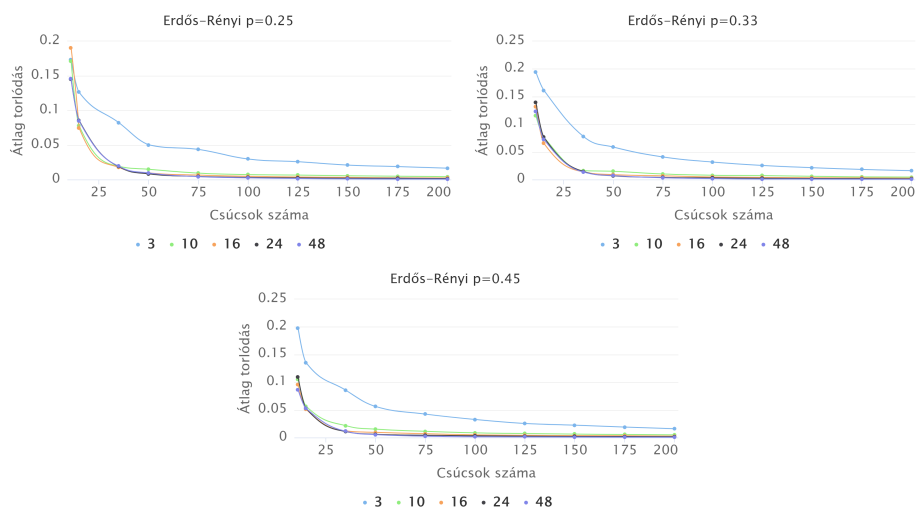 Erdős–Rényi p=0.25
0.2
0.15
0.1
0.05
0
Átlag torlódás
25 50 75 100 125 150 175 200
Csúcsok száma
3 10 16 24 48
Erdős–Rényi p=0.33
0.25
0.2
0.15
0.1
0.05
0
Átlag torlódás
25 50 75 100 125 150 175 200
Csúcsok száma
3 10 16 24 48
Erdős–Rényi p=0.45
0.25
0.2
0.15
0.1
0.05
0
Átlag torlódás
25 50 75 100 125 150 175 200
Csúcsok száma
3 10 16 24 48